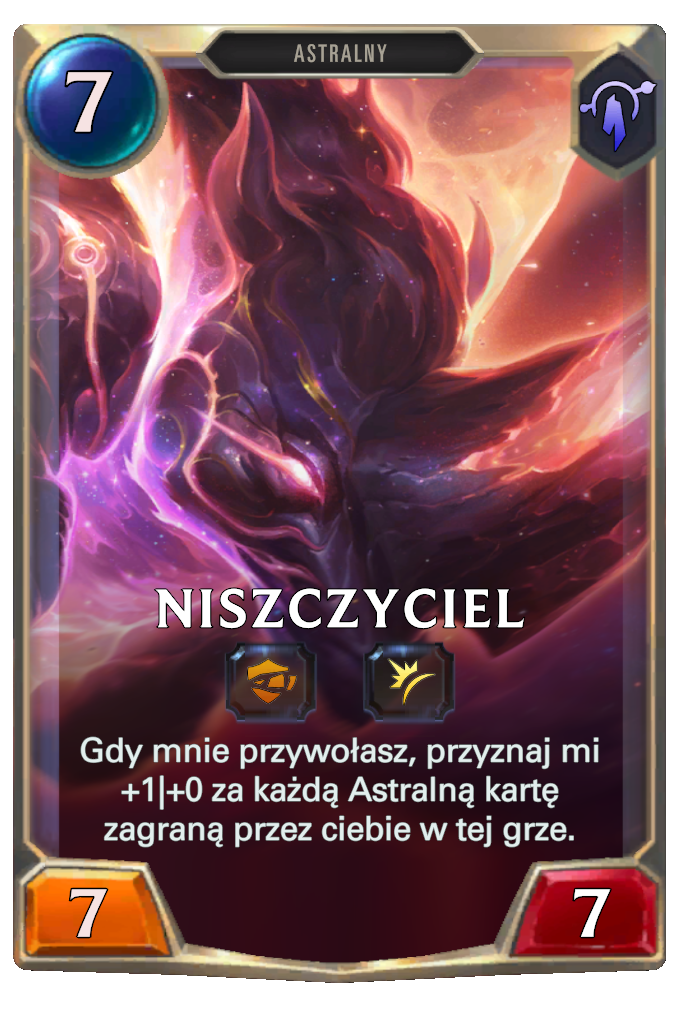 7
ASTRALNY
NISZCZYCIEL
Gdy mnie przywołasz, przyznaj mi
+1|+0 za każdą Astralną kartę
zagraną przez ciebie w tej grze.
7
7